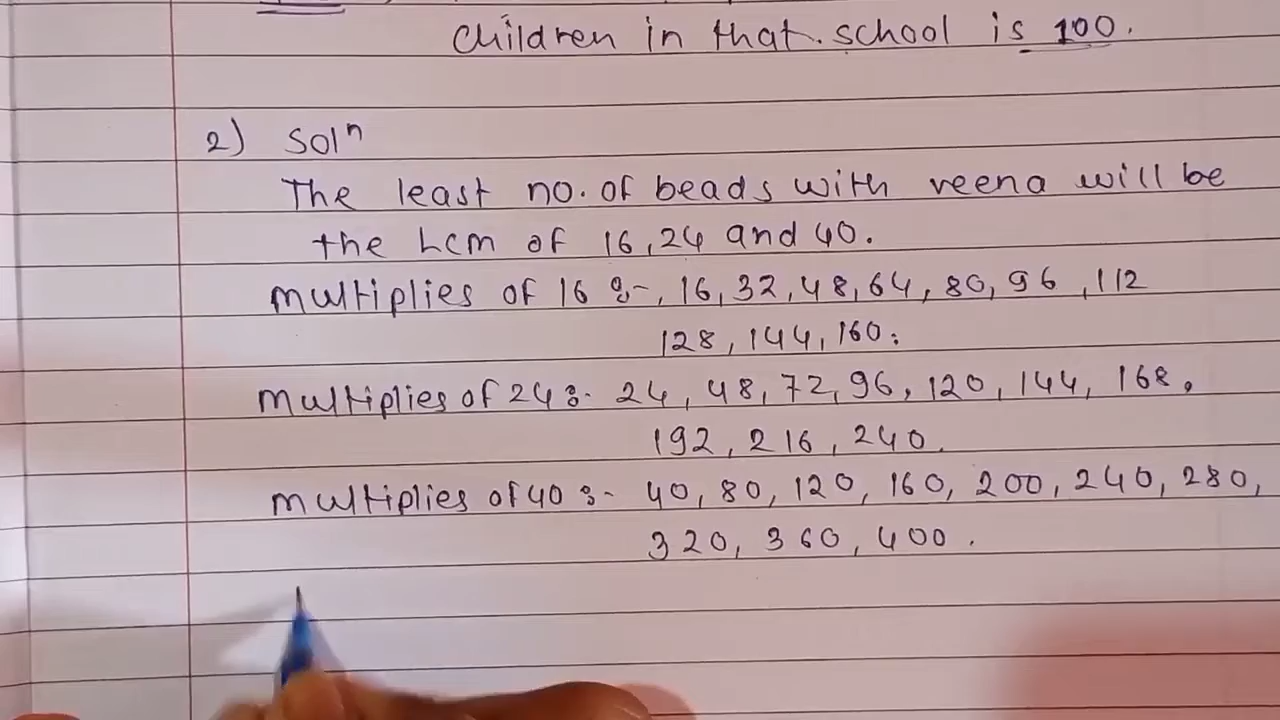 children in that. school is 100.
2) Solⁿ
The least no. of beads with veena will be
the Lcm of 16, 24 and 40.
multiplies of 16 :-, 16, 32, 48, 64, 80, 96, 112
128, 144, 160.
multiplies of 24 :- 24, 48, 72, 96, 120, 144, 168,
192, 216, 240.
multiplies of 40 :- 40, 80, 120, 160, 200, 240, 280,
320, 360, 400.